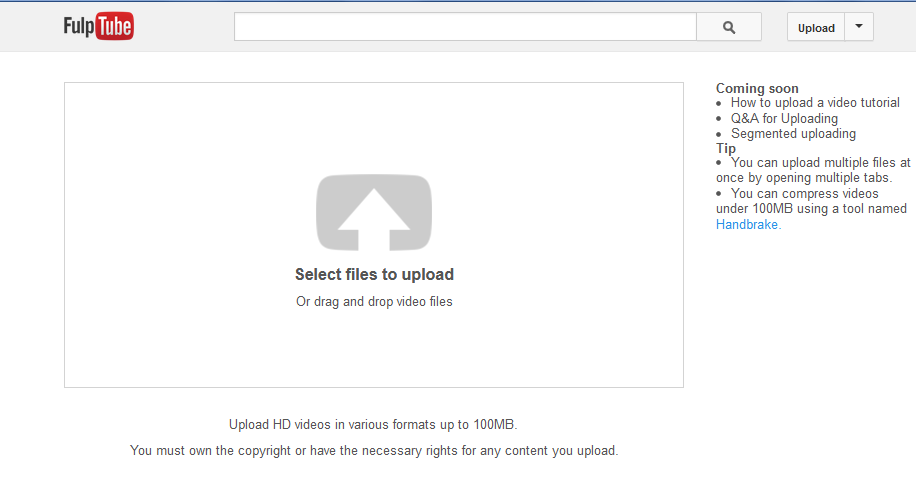 FulpTube
Upload
Select files to upload
Or drag and drop video files
Upload HD videos in various formats up to 100MB.
You must own the copyright or have the necessary rights for any content you upload.
Coming soon
• How to upload a video tutorial
• Q&A for Uploading
• Segmented uploading
Tip
• You can upload multiple files at
once by opening multiple tabs.
• You can compress videos
under 100MB using a tool named
Handbrake.